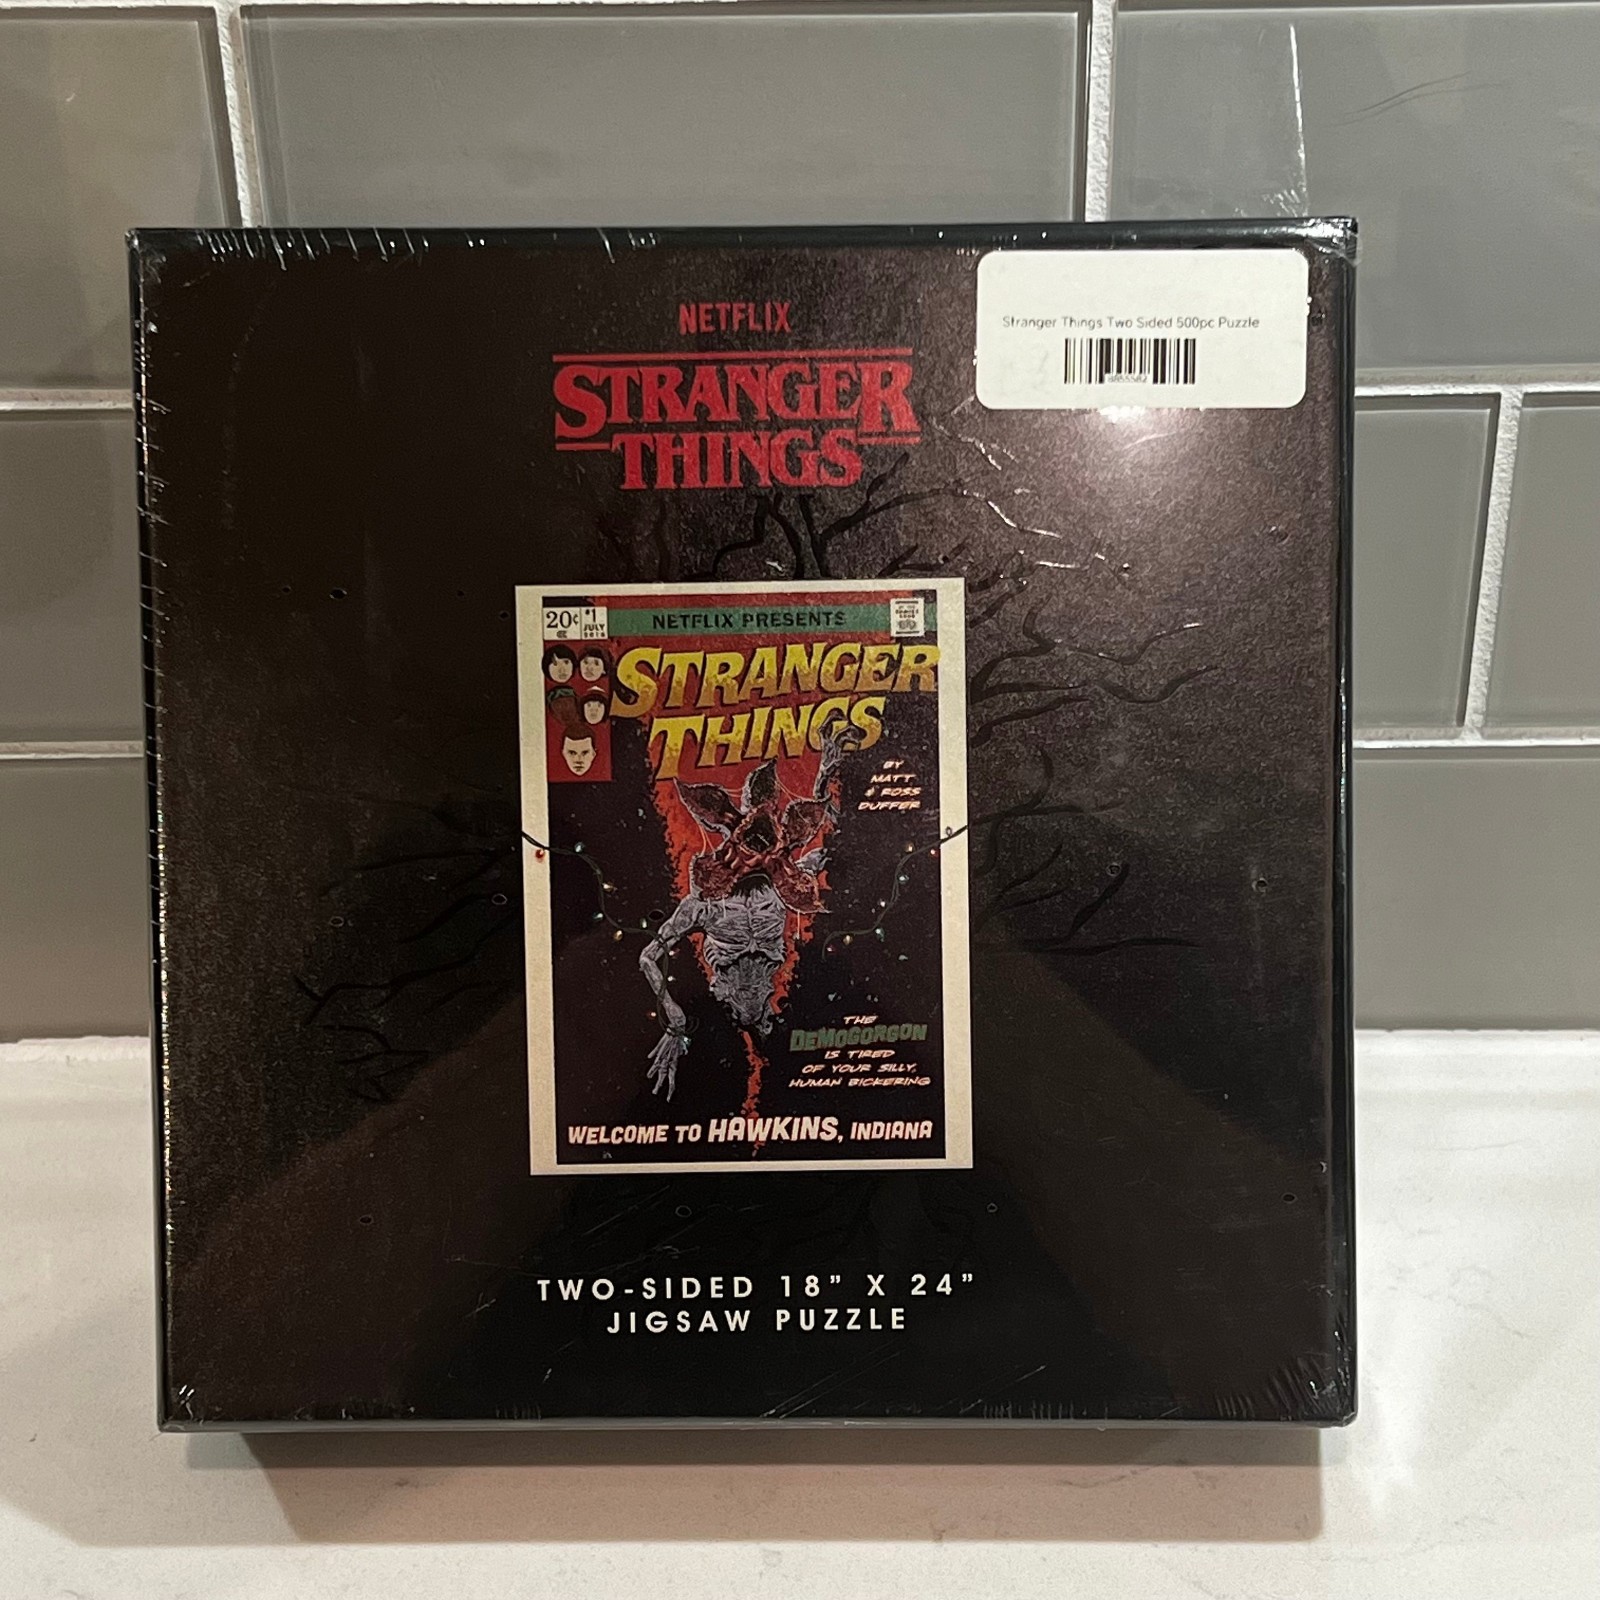 NETFLIX
STRANGER
THINGS
Stranger Things Two Sided 500pc Puzzle
20¢
#1
JULY
NETFLIX PRESENTS
STRANGER
THINGS
BY
MATT
& ROSS
DUFFER
THE
DEMOGORGON
IS TIRED
OF YOUR SILLY,
HUMAN BICKERING
WELCOME TO HAWKINS, INDIANA
TWO-SIDED 18” X 24”
JIGSAW PUZZLE